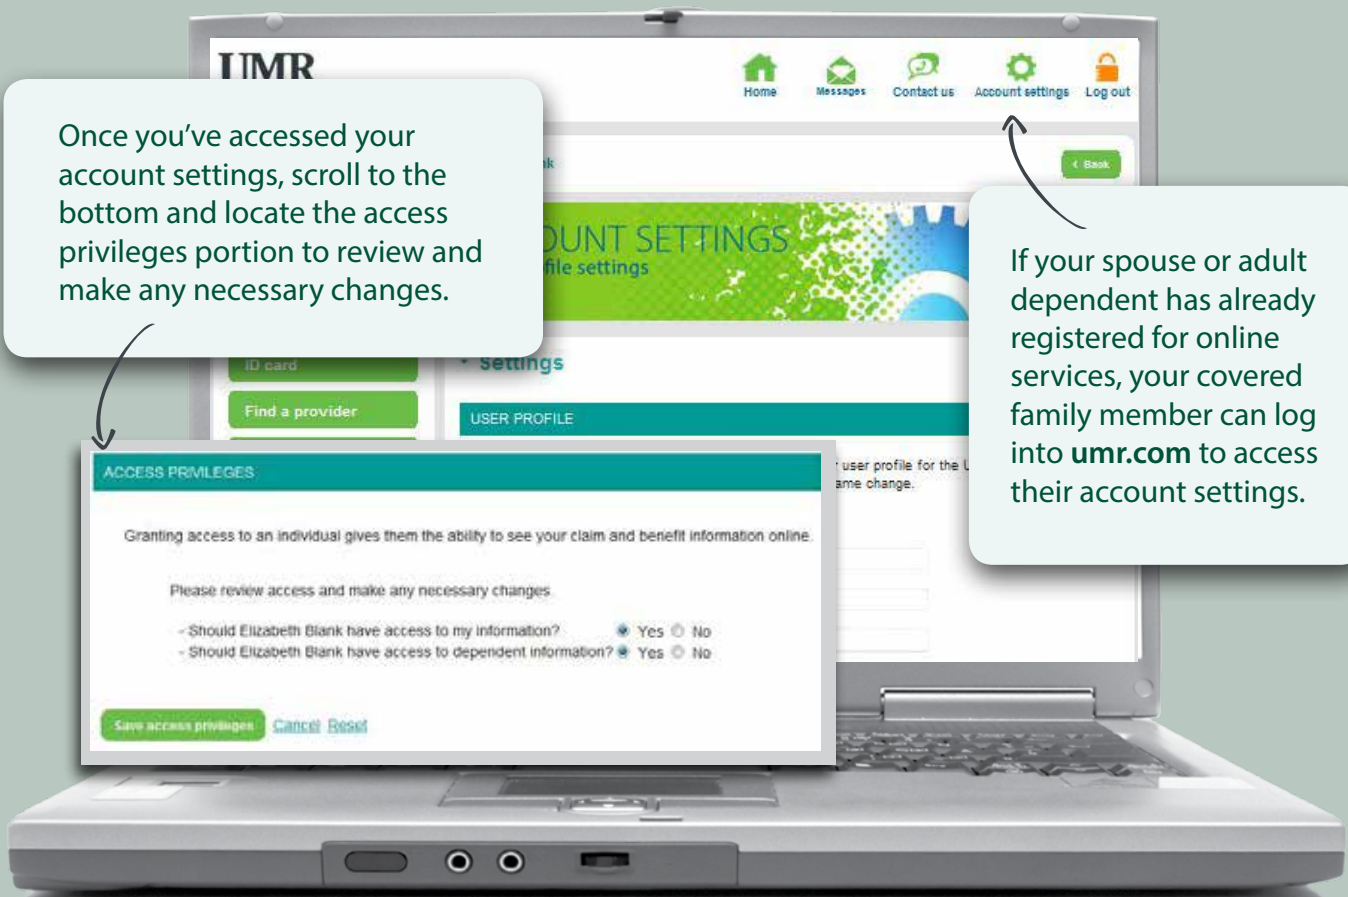 UMR
Home
Messages
Contact us
Account settings
Log out
Once you've accessed your
account settings, scroll to the
bottom and locate the access
privileges portion to review and
make any necessary changes.
Back
SETTINGS
settings
If your spouse or adult
dependent has already
registered for online
services, your covered
family member can log
into umr.com to access
their account settings.
ID card
Settings
Find a provider
USER PROFILE
user profile for the
change.
ACCESS PRIVILEGES
Granting access to an individual gives them the ability to see your claim and benefit information online.
Please review access and make any necessary changes.
- Should Elizabeth Blank have access to my information? Yes No
- Should Elizabeth Blank have access to dependent information? Yes No
Save access privileges Cancel Reset